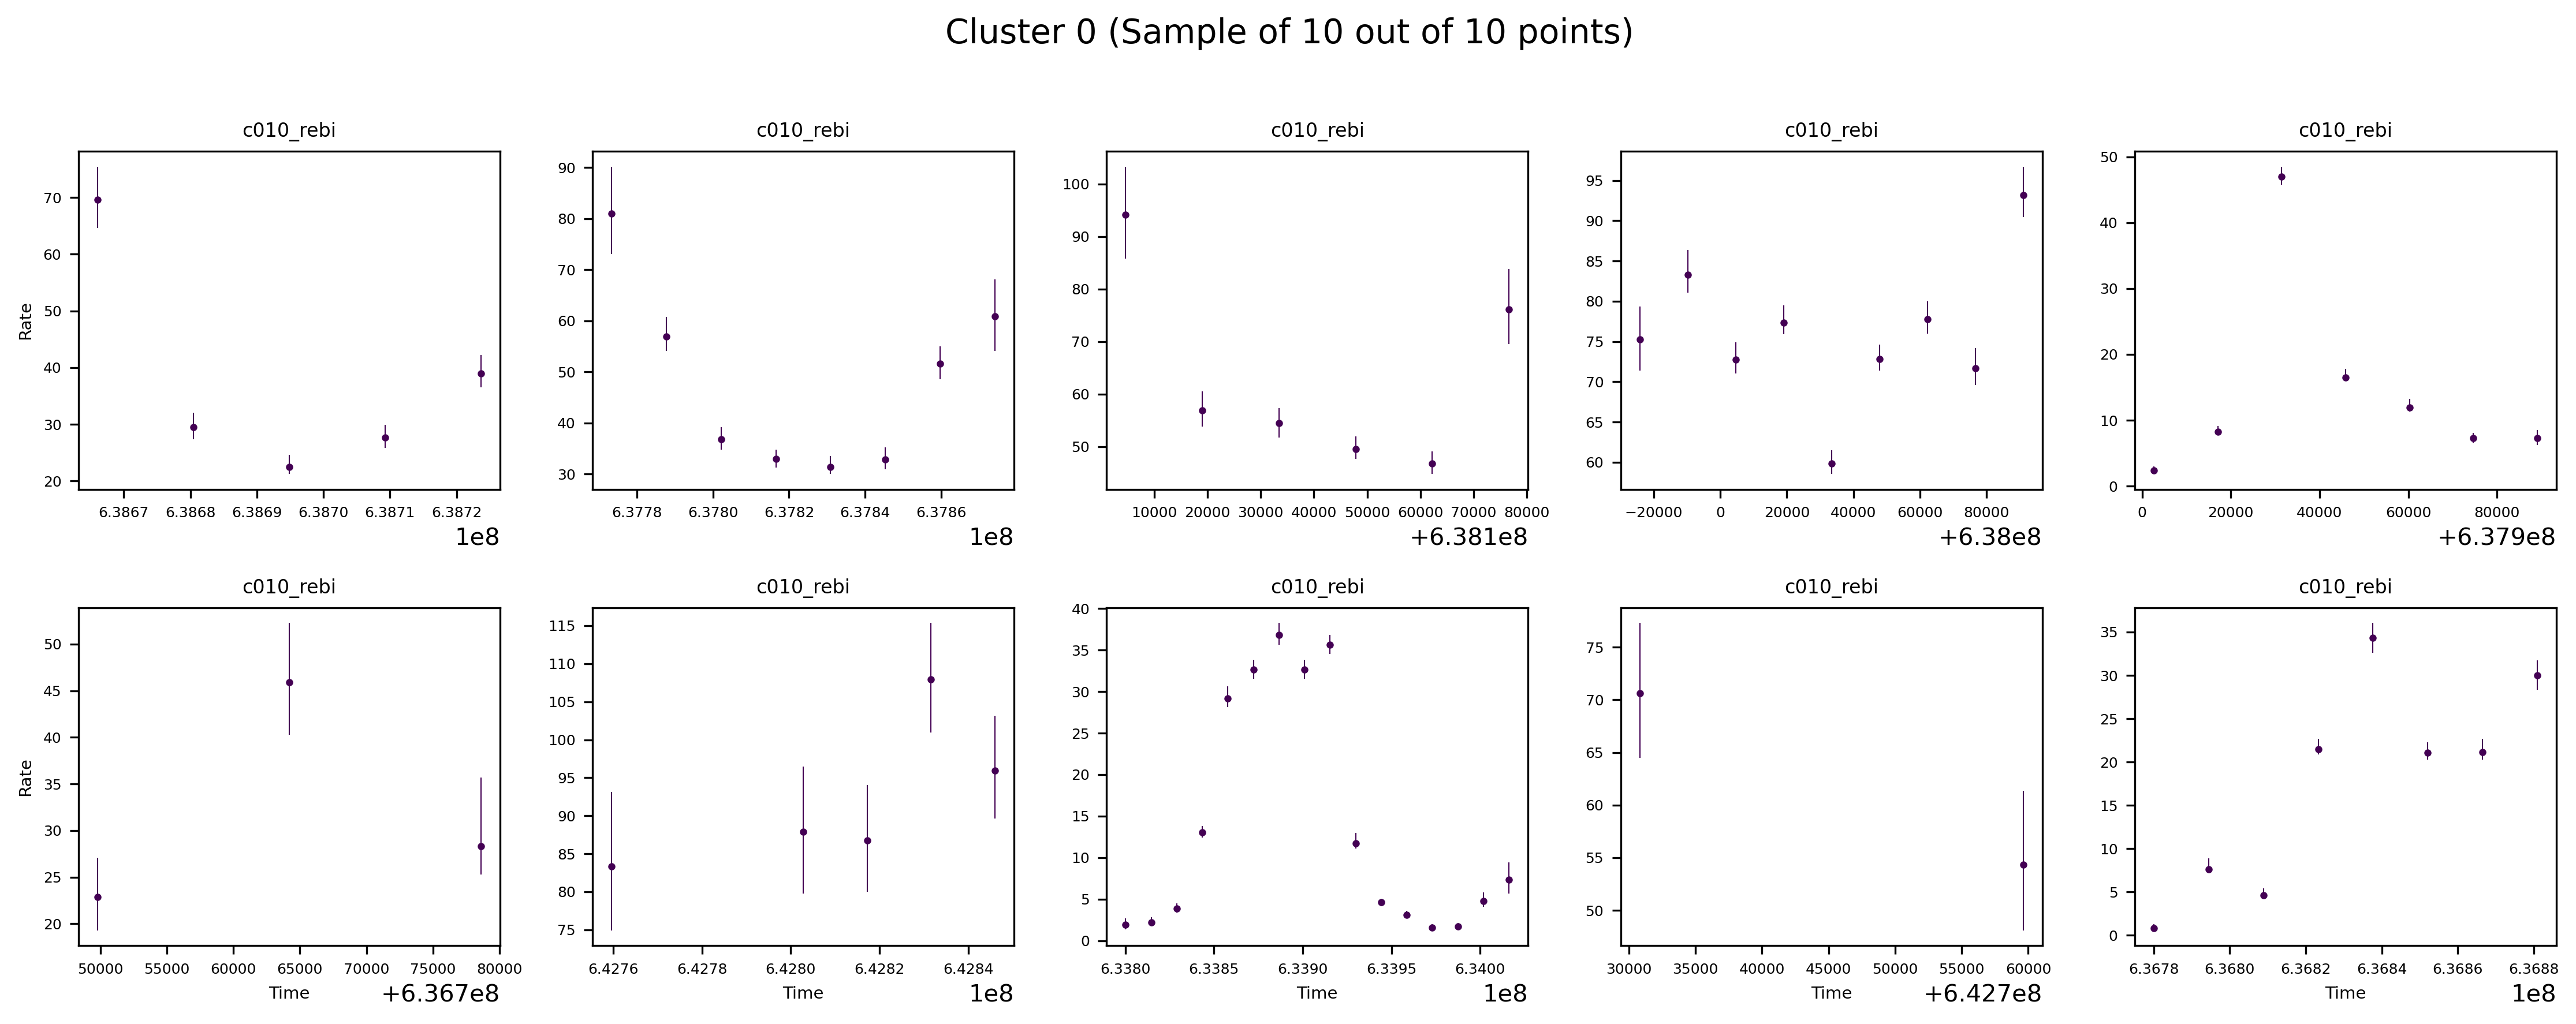 Cluster 0 (Sample of 10 out of 10 points)
c010_rebi c010_rebi c010_rebi c010_rebi c010_rebi
Rate
70
60
50
40
30
20
6.3867 6.3868 6.3869 6.3870 6.3871 6.3872
1e8
90
80
70
60
50
40
30
6.3778 6.3780 6.3782 6.3784 6.3786
1e8
100
90
80
70
60
50
10000 20000 30000 40000 50000 60000 70000 80000
+6.381e8
95
90
85
80
75
70
65
60
−20000 0 20000 40000 60000 80000
+6.38e8
50
40
30
20
10
0
0 20000 40000 60000 80000
+6.379e8
c010_rebi c010_rebi c010_rebi c010_rebi c010_rebi
Rate
50
45
40
35
30
25
20
50000 55000 60000 65000 70000 75000 80000
Time +6.367e8
115
110
105
100
95
90
85
80
75
6.4276 6.4278 6.4280 6.4282 6.4284
Time 1e8
40
35
30
25
20
15
10
5
0
6.3380 6.3385 6.3390 6.3395 6.3400
Time 1e8
75
70
65
60
55
50
30000 35000 40000 45000 50000 55000 60000
Time +6.427e8
35
30
25
20
15
10
5
0
6.3678 6.3680 6.3682 6.3684 6.3686 6.3688
Time 1e8